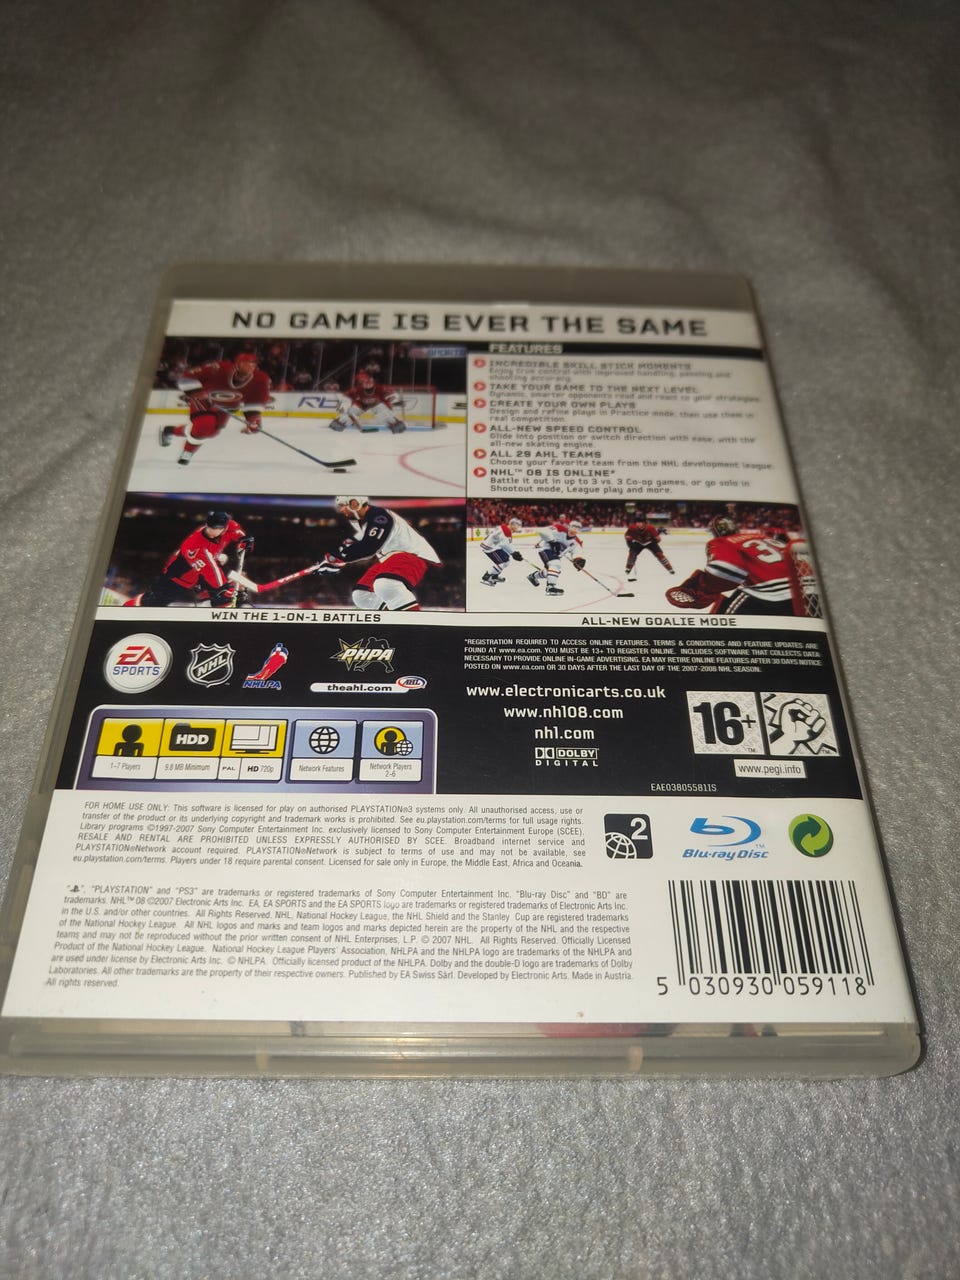 NO GAME IS EVER THE SAME
FEATURES
INCREDIBLE SKILL STICK MOMENTS
Enjoy true control with improved handling, passing and
shooting accuracy.
TAKE YOUR GAME TO THE NEXT LEVEL
Dynamic, smarter opponents read and react to your strategies.
CREATE YOUR OWN PLAYS
Design and refine plays in Practice mode, then use them in
real competition.
ALL-NEW SPEED CONTROL
Glide into position or switch direction with ease, with the
all-new skating engine.
ALL 29 AHL TEAMS
Choose your favorite team from the NHL development league.
NHL™ 08 IS ONLINE*
Battle it out in up to 3 vs. 3 Co-op games, or go solo in
Shootout mode, League play and more.
61
28
WIN THE 1-ON-1 BATTLES
ALL-NEW GOALIE MODE
EA
SPORTS
NHL
NHLPA
PHPA
theahl.com
AHL
*REGISTRATION REQUIRED TO ACCESS ONLINE FEATURES. TERMS & CONDITIONS AND FEATURE UPDATES ARE
FOUND AT www.ea.com. YOU MUST BE 13+ TO REGISTER ONLINE. INCLUDES SOFTWARE THAT COLLECTS DATA
NECESSARY TO PROVIDE ONLINE IN-GAME ADVERTISING. EA MAY RETIRE ONLINE FEATURES AFTER 30 DAYS NOTICE
POSTED ON www.ea.com OR 30 DAYS AFTER THE LAST DAY OF THE 2007-2008 NHL SEASON.
www.electronicarts.co.uk
www.nhl08.com
nhl.com
DOLBY
DIGITAL
16+
www.pegi.info
EAE03805581IS
HDD
1-7 Players
9.8 MB Minimum
PAL
HD 720p
Network Features
Network Players
2-6
FOR HOME USE ONLY: This software is licensed for play on authorised PLAYSTATION®3 systems only. All unauthorised access, use or
transfer of the product or its underlying copyright and trademark works is prohibited. See eu.playstation.com/terms for full usage rights.
Library programs ©1997-2007 Sony Computer Entertainment Inc. exclusively licensed to Sony Computer Entertainment Europe (SCEE).
RESALE AND RENTAL ARE PROHIBITED UNLESS EXPRESSLY AUTHORISED BY SCEE. Broadband internet service and
PLAYSTATION®Network account required. PLAYSTATION®Network is subject to terms of use and may not be available, see
eu.playstation.com/terms. Players under 18 require parental consent. Licensed for sale only in Europe, the Middle East, Africa and Oceania.
2
Blu-ray Disc
"", "PLAYSTATION" and "PS3" are trademarks or registered trademarks of Sony Computer Entertainment Inc. "Blu-ray Disc" and "BD" are
trademarks. NHL™ 08 ©2007 Electronic Arts Inc. EA, EA SPORTS and the EA SPORTS logo are trademarks or registered trademarks of Electronic Arts Inc.
in the U.S. and/or other countries. All Rights Reserved. NHL, National Hockey League, the NHL Shield and the Stanley Cup are registered trademarks
of the National Hockey League. All NHL logos and marks and team logos and marks depicted herein are the property of the NHL and the respective
teams and may not be reproduced without the prior written consent of NHL Enterprises, L.P. © 2007 NHL. All Rights Reserved. Officially Licensed
Product of the National Hockey League. National Hockey League Players' Association, NHLPA and the NHLPA logo are trademarks of the NHLPA and
are used under license by Electronic Arts Inc. © NHLPA. Officially licensed product of the NHLPA. Dolby and the double-D logo are trademarks of Dolby
Laboratories. All other trademarks are the property of their respective owners. Published by EA Swiss Sàrl. Developed by Electronic Arts. Made in Austria.
All rights reserved.
5 030930 059118